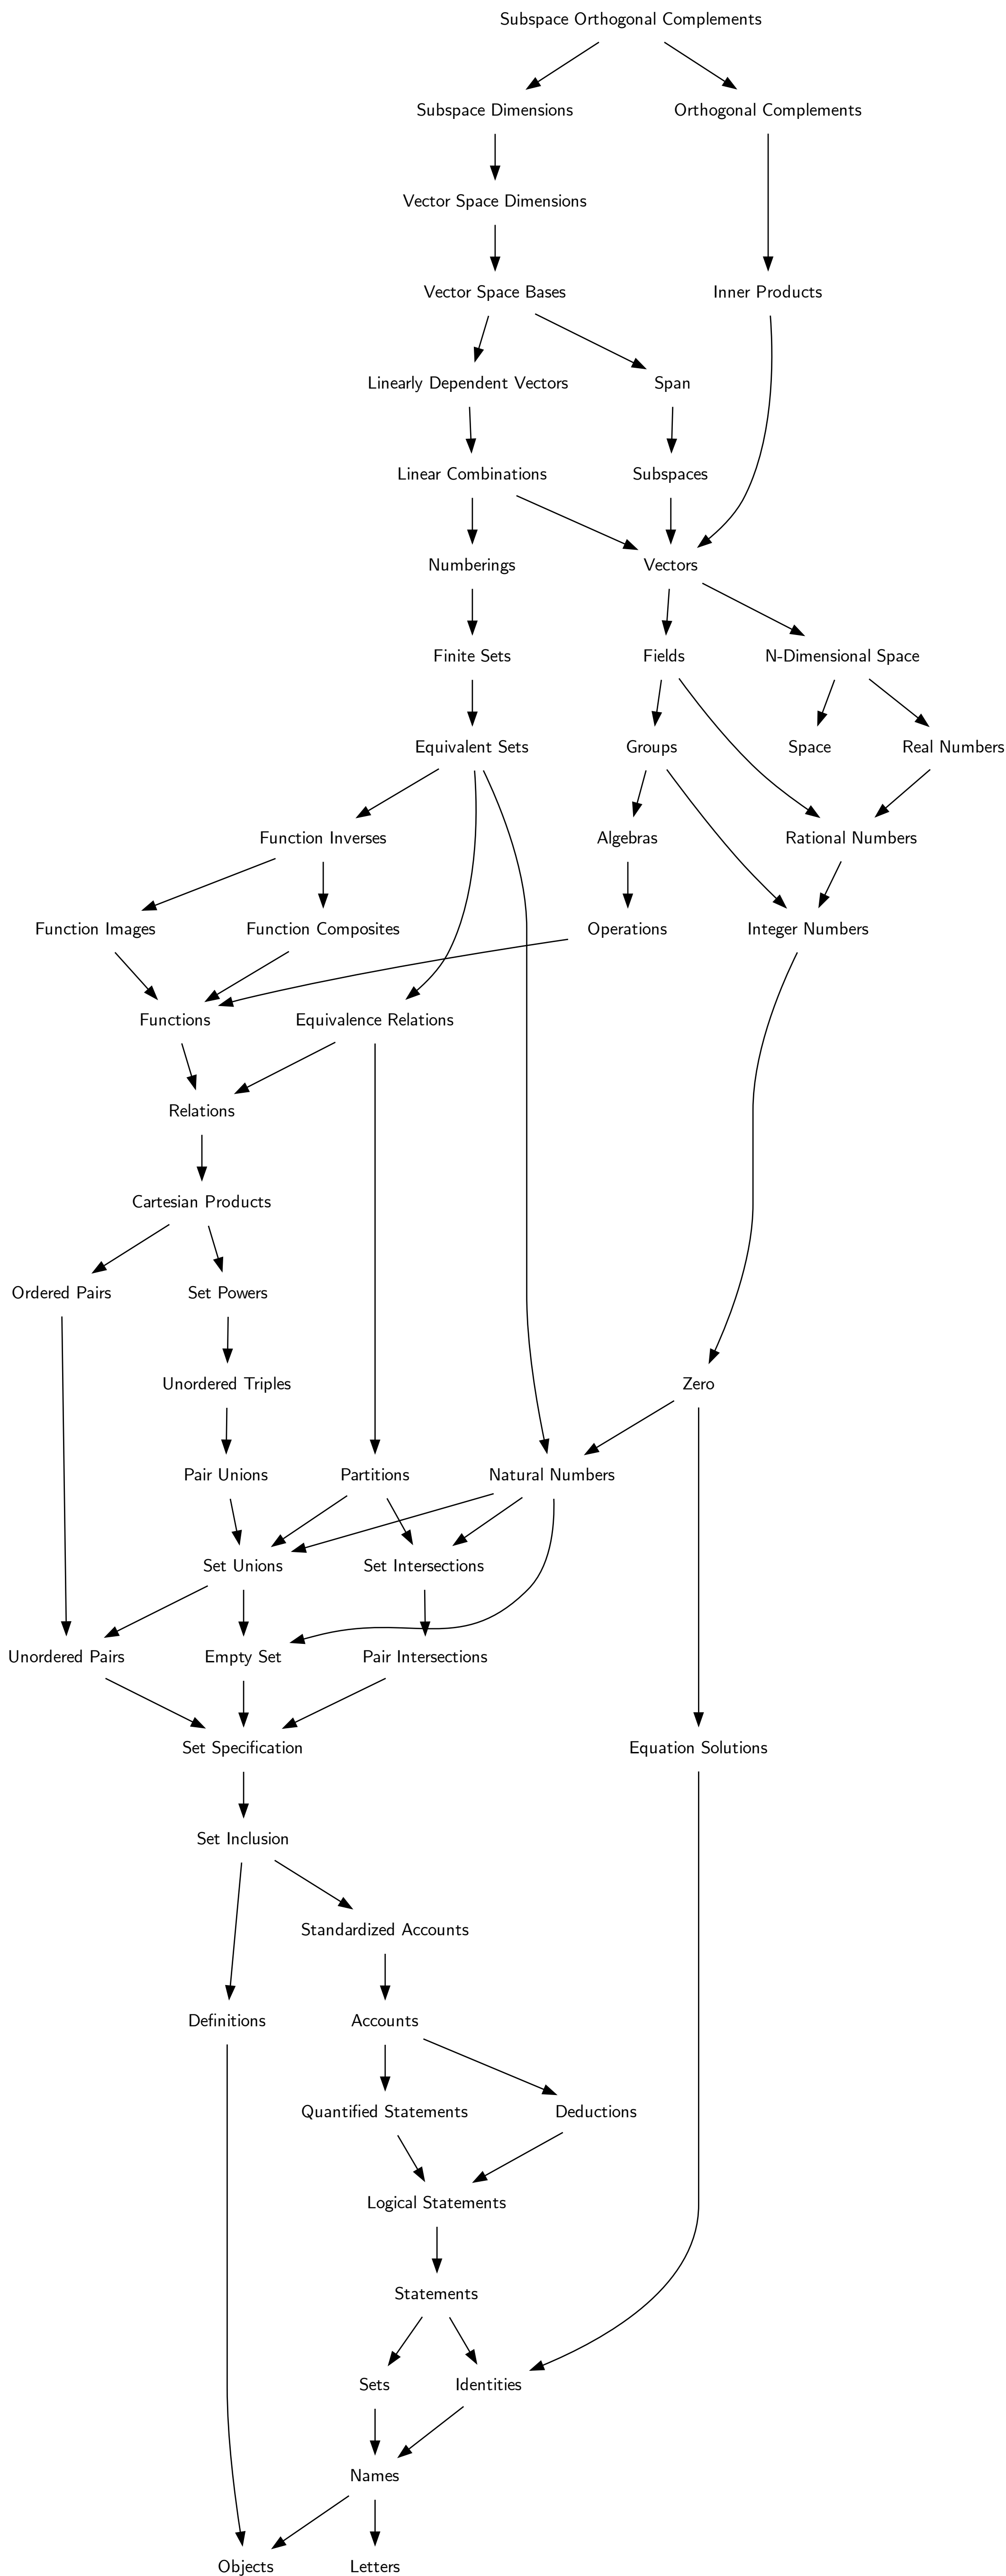 Subspace Orthogonal Complements
Subspace Dimensions
Orthogonal Complements
Vector Space Dimensions
Vector Space Bases
Inner Products
Linearly Dependent Vectors
Span
Linear Combinations
Subspaces
Numberings
Vectors
Finite Sets
Fields
N-Dimensional Space
Equivalent Sets
Groups
Space
Real Numbers
Function Inverses
Algebras
Rational Numbers
Function Images
Function Composites
Operations
Integer Numbers
Functions
Equivalence Relations
Relations
Cartesian Products
Ordered Pairs
Set Powers
Unordered Triples
Zero
Pair Unions
Partitions
Natural Numbers
Set Unions
Set Intersections
Unordered Pairs
Empty Set
Pair Intersections
Set Specification
Equation Solutions
Set Inclusion
Standardized Accounts
Definitions
Accounts
Quantified Statements
Deductions
Logical Statements
Statements
Sets
Identities
Names
Objects
Letters